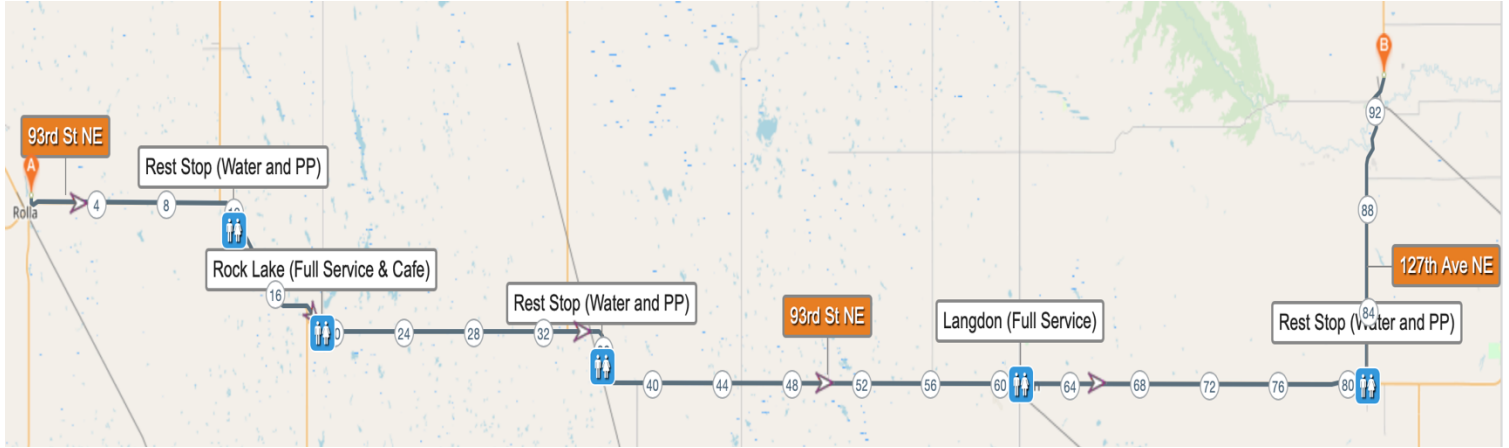 93rd St NE
A
Rolla
4
8
Rest Stop (Water and PP)
Rock Lake (Full Service & Cafe)
16
24
28
32
Rest Stop (Water and PP)
40
44
48
93rd St NE
52
56
60
Langdon (Full Service)
64
68
72
76
80
Rest Stop (Water and PP)
84
127th Ave NE
88
92
B